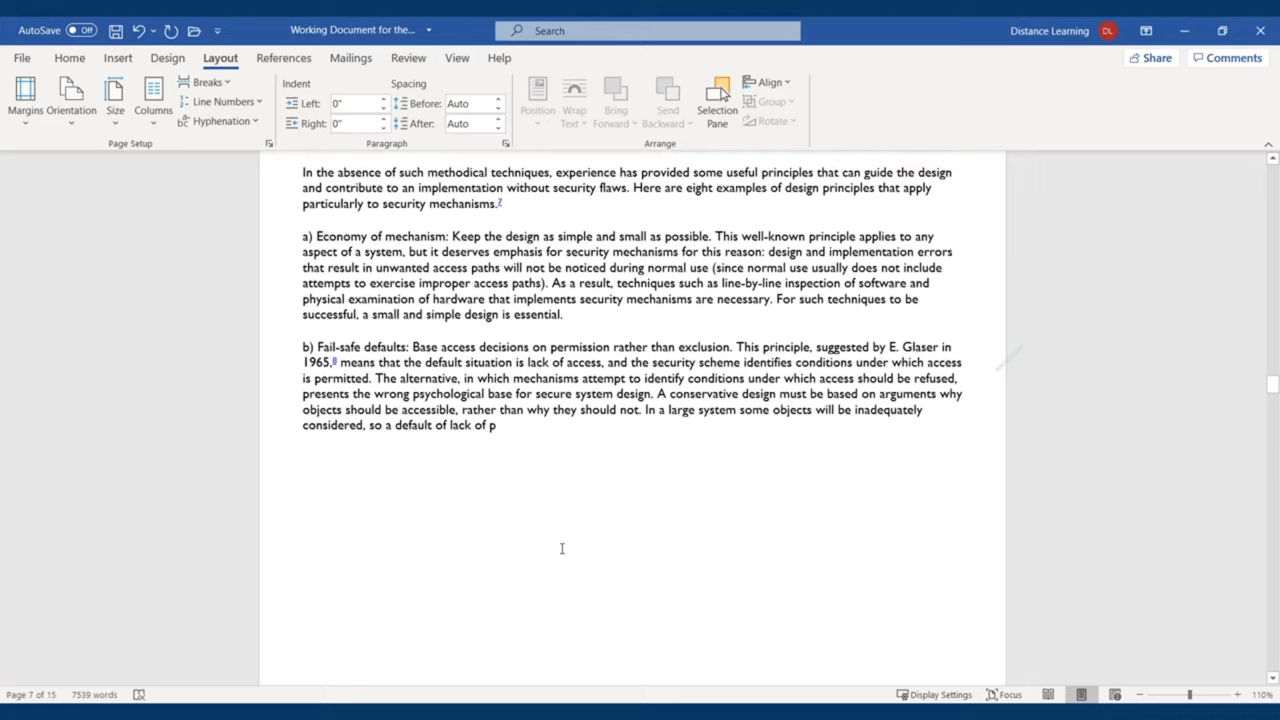 AutoSave Off Working Document for the... Search Distance Learning DL
File Home Insert Design Layout References Mailings Review View Help Share Comments
Margins Orientation Size Columns Breaks Line Numbers Hyphenation
Page Setup
Indent Spacing
Left: 0" Before: Auto
Right: 0" After: Auto
Paragraph
Position Wrap Text Bring Forward Send Backward Selection Pane Align Group Rotate
Arrange
In the absence of such methodical techniques, experience has provided some useful principles that can guide the design
and contribute to an implementation without security flaws. Here are eight examples of design principles that apply
particularly to security mechanisms.7
a) Economy of mechanism: Keep the design as simple and small as possible. This well-known principle applies to any
aspect of a system, but it deserves emphasis for security mechanisms for this reason: design and implementation errors
that result in unwanted access paths will not be noticed during normal use (since normal use usually does not include
attempts to exercise improper access paths). As a result, techniques such as line-by-line inspection of software and
physical examination of hardware that implements security mechanisms are necessary. For such techniques to be
successful, a small and simple design is essential.
b) Fail-safe defaults: Base access decisions on permission rather than exclusion. This principle, suggested by E. Glaser in
1965,8 means that the default situation is lack of access, and the security scheme identifies conditions under which access
is permitted. The alternative, in which mechanisms attempt to identify conditions under which access should be refused,
presents the wrong psychological base for secure system design. A conservative design must be based on arguments why
objects should be accessible, rather than why they should not. In a large system some objects will be inadequately
considered, so a default of lack of p
Page 7 of 15 7539 words Display Settings Focus 110%